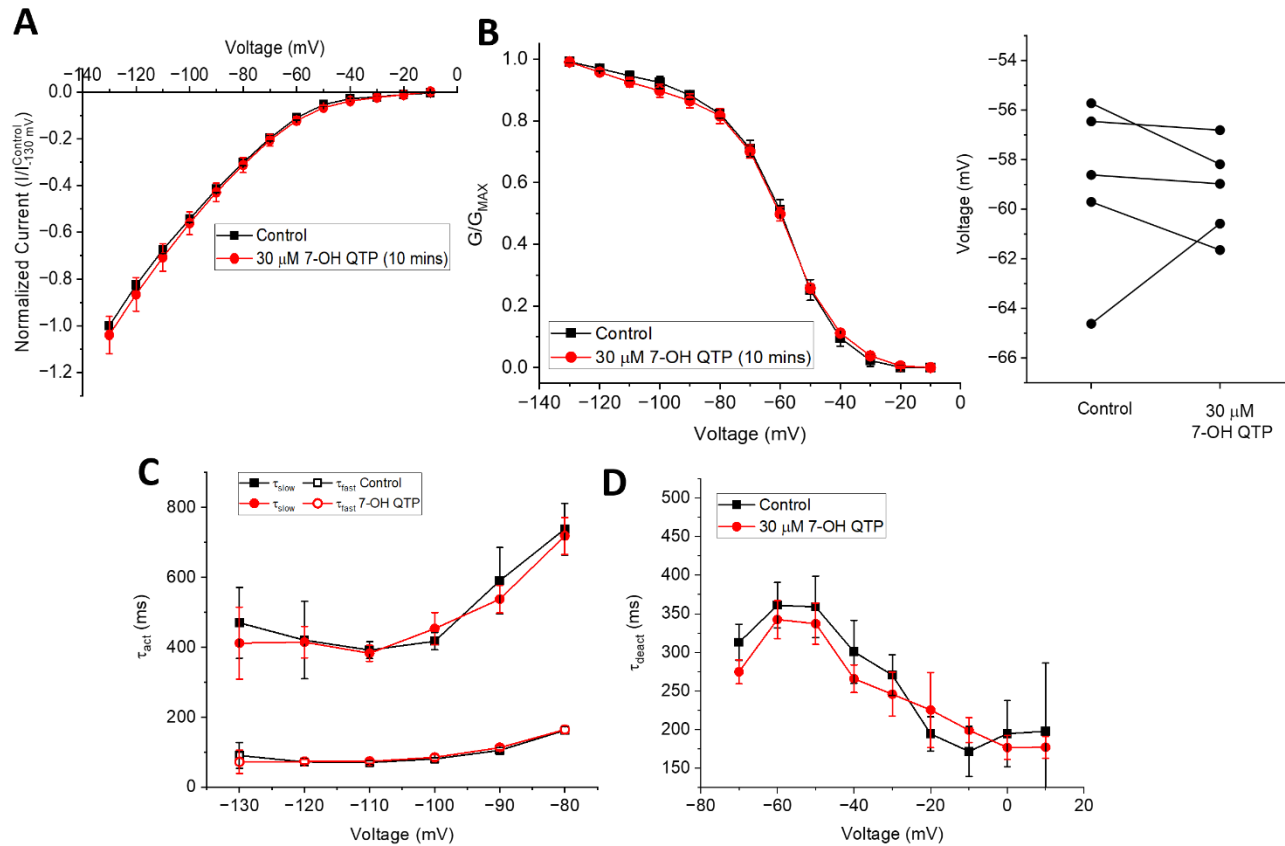 A
Voltage (mV)
−140 −120 −100 −80 −60 −40 −20 0
0.0
−0.2
−0.4
−0.6
−0.8
−1.0
−1.2
Normalized Current (I/I^Control_-130 mV)
Control
30 μM 7-OH QTP (10 mins)
B
1.0
0.8
0.6
0.4
0.2
0.0
G/G_MAX
Control
30 μM 7-OH QTP (10 mins)
−140 −120 −100 −80 −60 −40 −20 0
Voltage (mV)
−54
−56
−58
−60
−62
−64
−66
Voltage (mV)
Control
30 μM
7-OH QTP
C
τslow τfast Control
τslow τfast 7-OH QTP
800
600
400
200
0
τact (ms)
−130 −120 −110 −100 −90 −80
Voltage (mV)
D
Control
30 μM 7-OH QTP
500
450
400
350
300
250
200
150
τdeact (ms)
−80 −60 −40 −20 0 20
Voltage (mV)